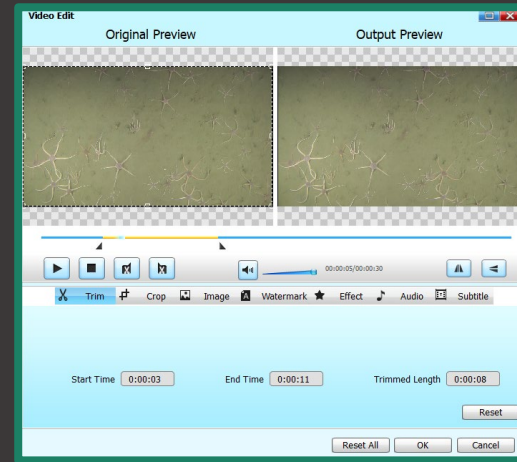 Video Edit
Original Preview
Output Preview
00:00:05/00:00:30
Trim Crop Image Watermark Effect Audio Subtitle
Start Time 0:00:03 End Time 0:00:11 Trimmed Length 0:00:08
Reset
Reset All OK Cancel